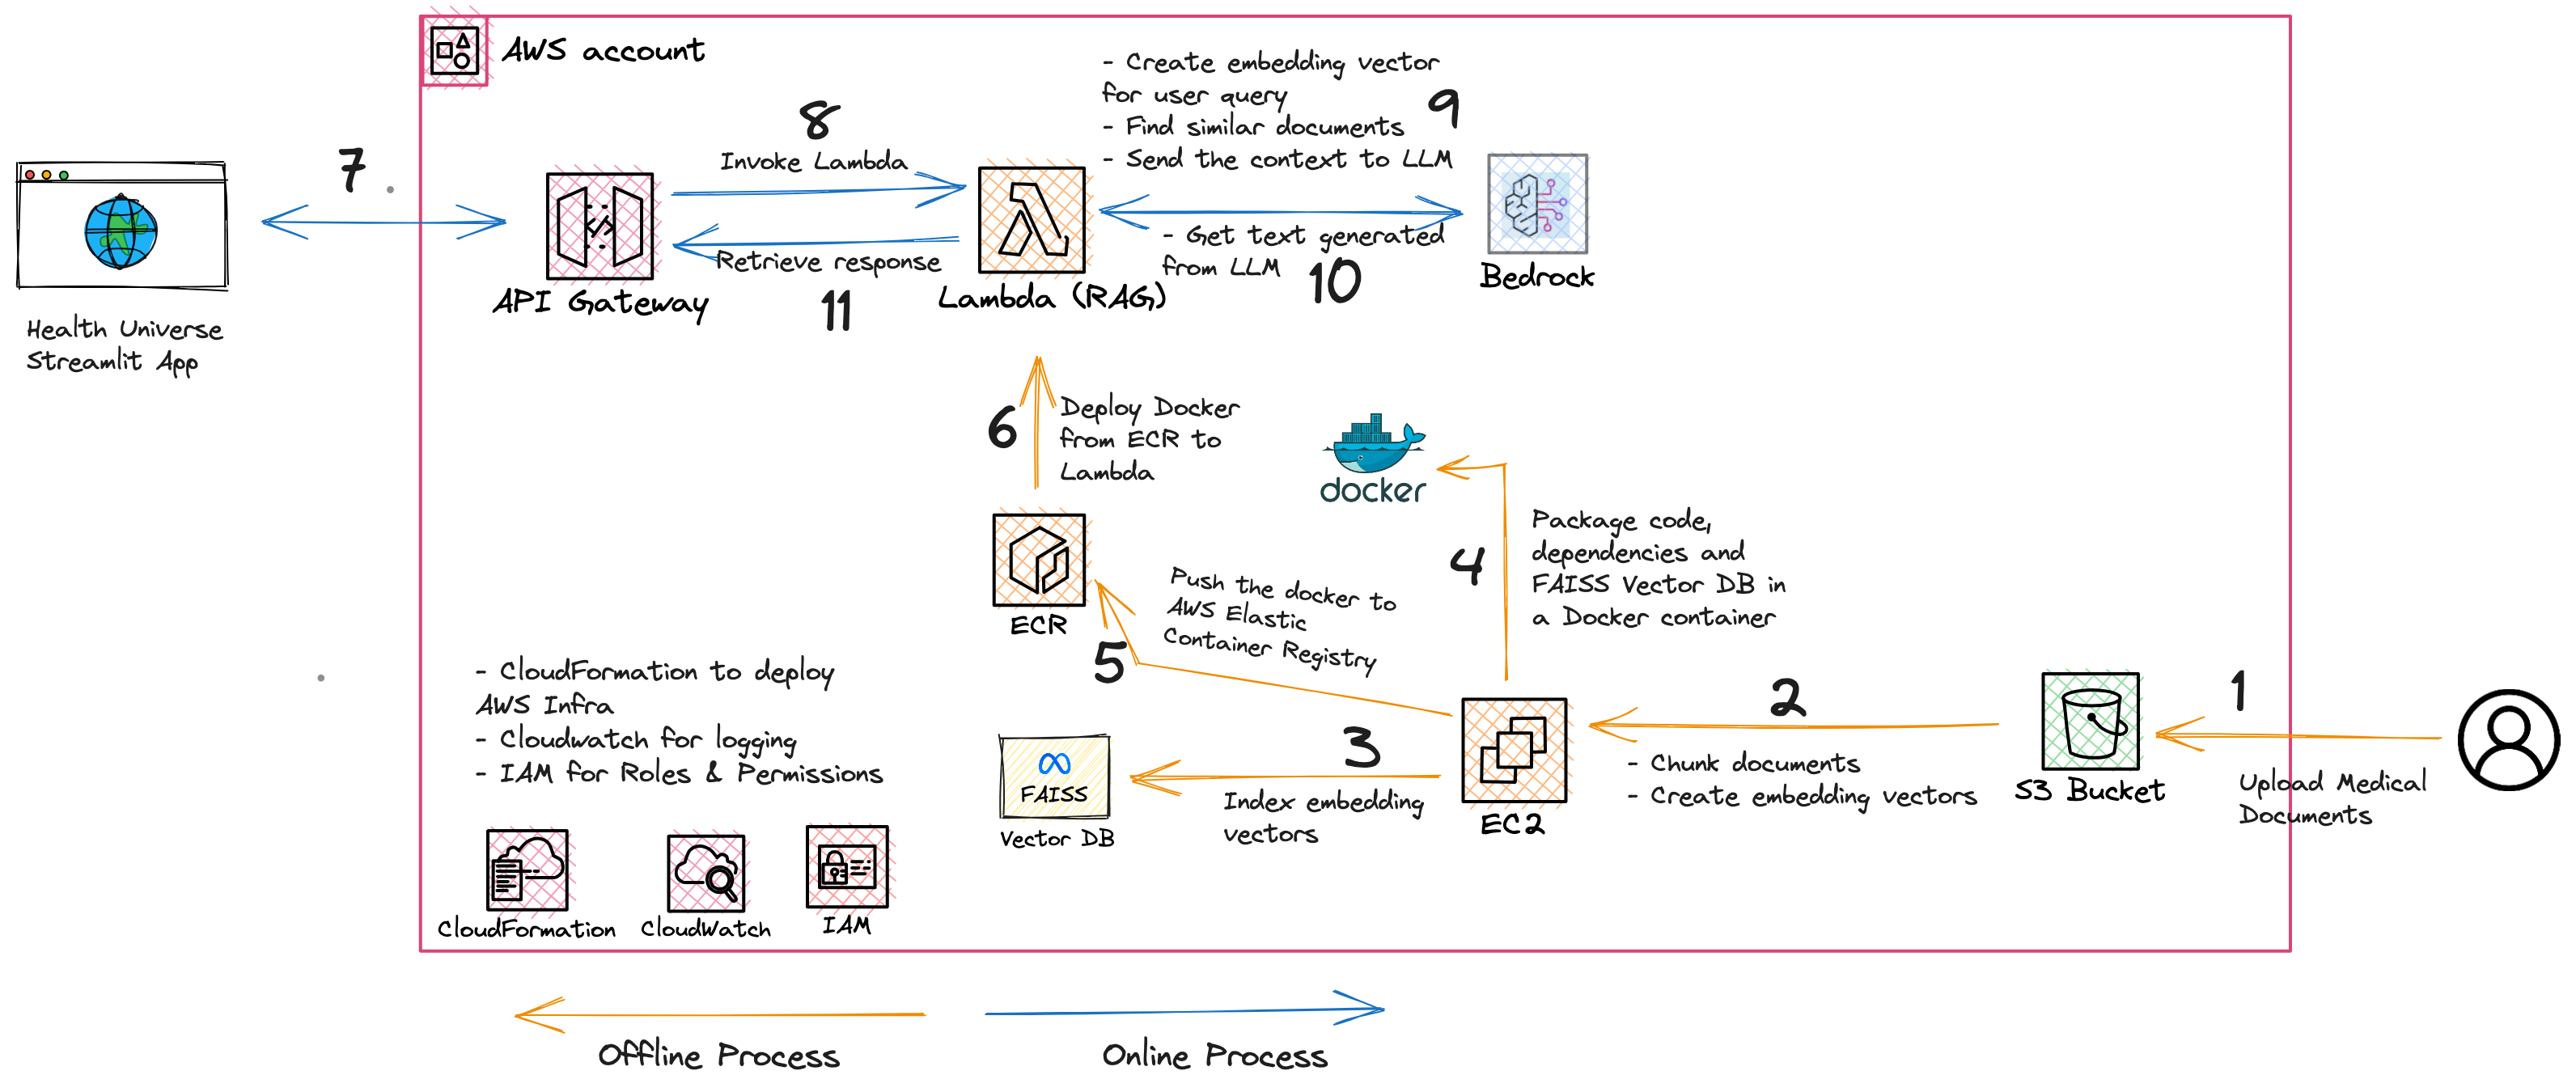 AWS account
- Create embedding vector
for user query
- Find similar documents
- Send the context to LLM
9
8
Invoke Lambda
7
Retrieve response
11
- Get text generated
from LLM
10
API Gateway
Lambda (RAG)
Bedrock
Health Universe
Streamlit App
6
Deploy Docker
from ECR to
Lambda
docker
ECR
4
Package code,
dependencies and
FAISS Vector DB in
a Docker container
Push the docker to
AWS Elastic
Container Registry
5
- CloudFormation to deploy
AWS Infra
- Cloudwatch for logging
- IAM for Roles & Permissions
FAISS
Vector DB
3
Index embedding
vectors
EC2
2
- Chunk documents
- Create embedding vectors
S3 Bucket
1
Upload Medical
Documents
CloudFormation
CloudWatch
IAM
Offline Process
Online Process